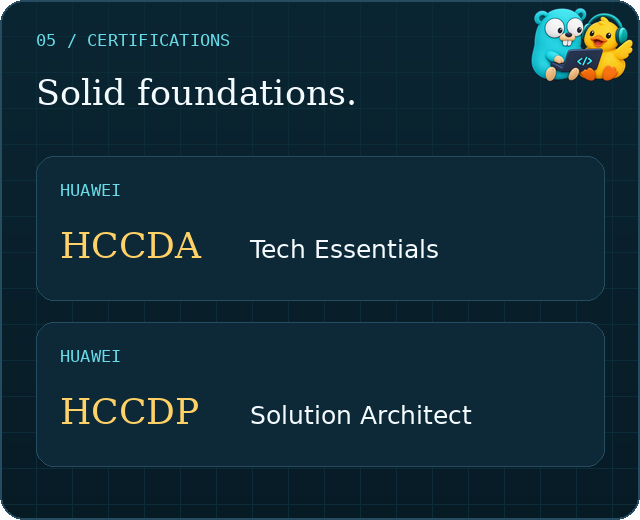 05 / CERTIFICATIONS
Solid foundations.
HUAWEI
HCCDA Tech Essentials
HUAWEI
HCCDP Solution Architect
</>